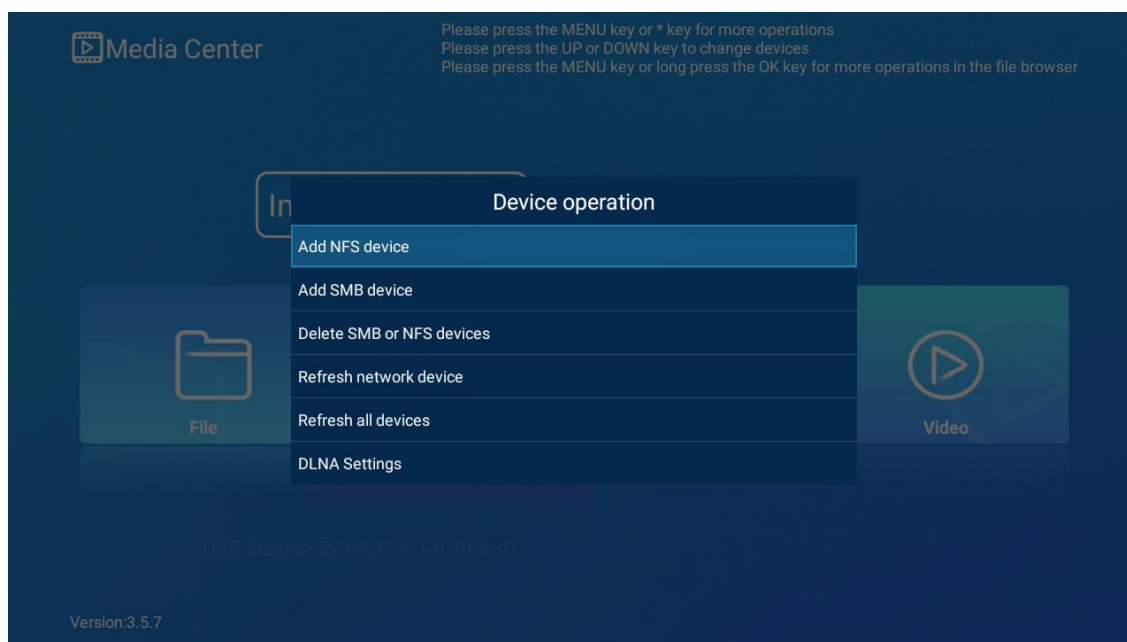 Media Center
Please press the MENU key or * key for more operations
Please press the UP or DOWN key to change devices
Please press the MENU key or long press the OK key for more operations in the file browser
In
Device operation
Add NFS device
Add SMB device
Delete SMB or NFS devices
Refresh network device
Refresh all devices
DLNA Settings
File
Video
USB Device:2E14CC2E14CBF6BD
Version:3.5.7